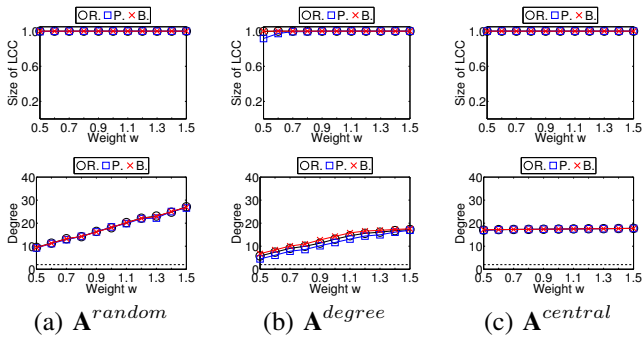 ○R. □P. ×B.
Size of LCC
1.0
0.6
0.2
0.5 0.7 0.9 1.1 1.3 1.5
Weight w
○R. □P. ×B.
Size of LCC
1.0
0.6
0.2
0.5 0.7 0.9 1.1 1.3 1.5
Weight w
○R. □P. ×B.
Size of LCC
1.0
0.6
0.2
0.5 0.7 0.9 1.1 1.3 1.5
Weight w
○R. □P. ×B.
Degree
40
30
20
10
0
0.5 0.7 0.9 1.1 1.3 1.5
Weight w
○R. □P. ×B.
Degree
40
30
20
10
0
0.5 0.7 0.9 1.1 1.3 1.5
Weight w
○R. □P. ×B.
Degree
40
30
20
10
0
0.5 0.7 0.9 1.1 1.3 1.5
Weight w
(a) A^random
(b) A^degree
(c) A^central